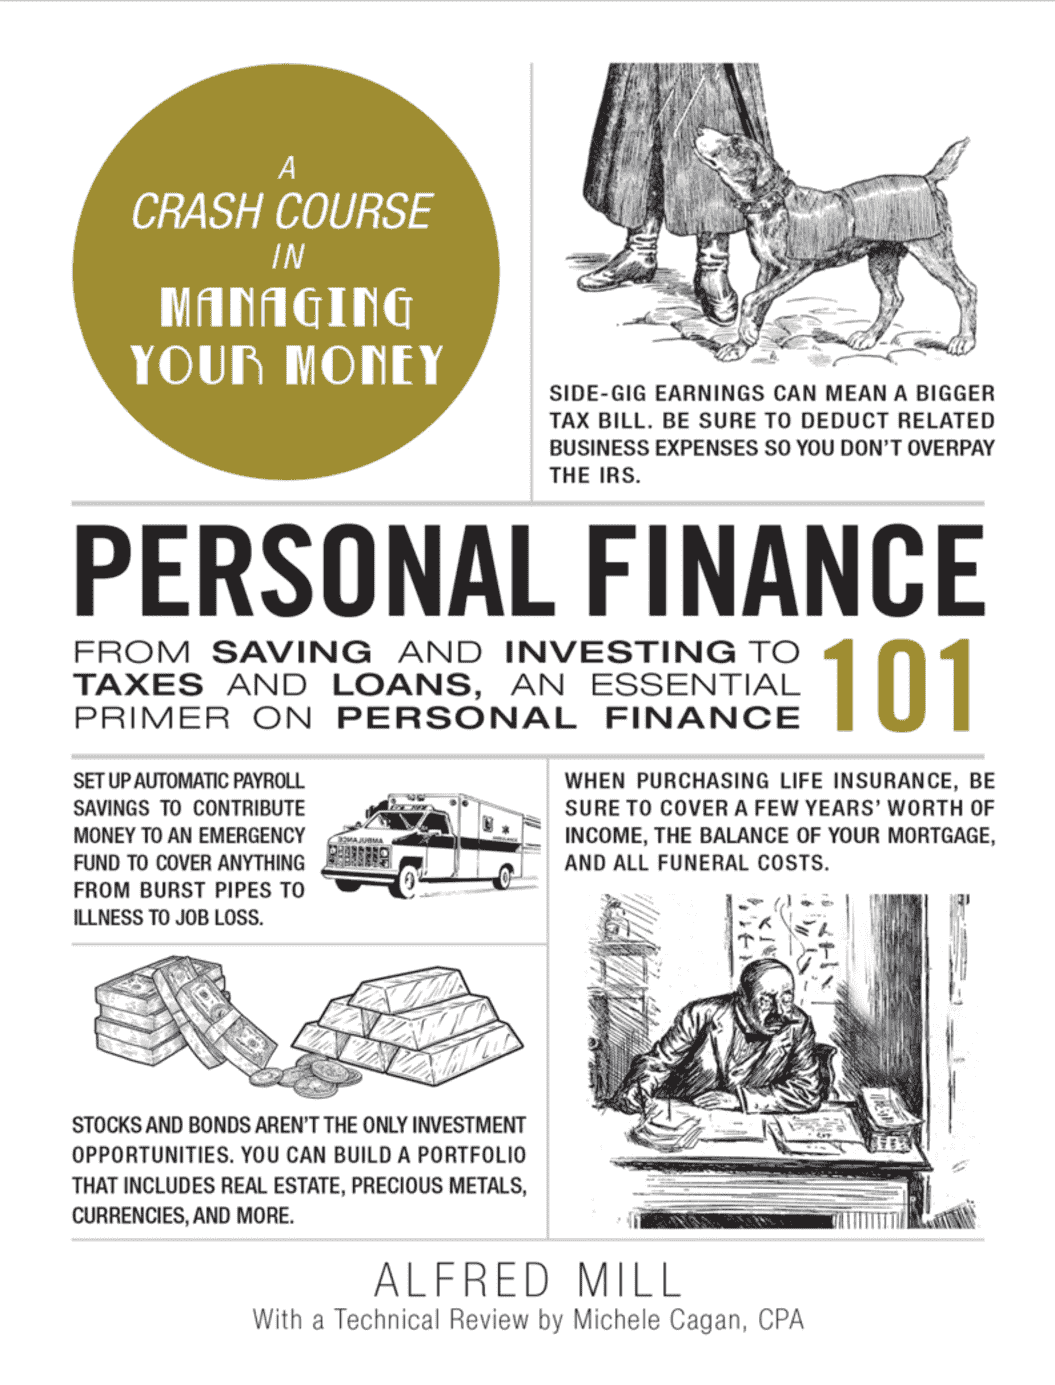 A
CRASH COURSE
IN
MANAGING
YOUR MONEY
SIDE-GIG EARNINGS CAN MEAN A BIGGER
TAX BILL. BE SURE TO DEDUCT RELATED
BUSINESS EXPENSES SO YOU DON'T OVERPAY
THE IRS.
PERSONAL FINANCE
FROM SAVING AND INVESTING TO
TAXES AND LOANS, AN ESSENTIAL
PRIMER ON PERSONAL FINANCE
101
SET UP AUTOMATIC PAYROLL
SAVINGS TO CONTRIBUTE
MONEY TO AN EMERGENCY
FUND TO COVER ANYTHING
FROM BURST PIPES TO
ILLNESS TO JOB LOSS.
AMBULANCE
WHEN PURCHASING LIFE INSURANCE, BE
SURE TO COVER A FEW YEARS' WORTH OF
INCOME, THE BALANCE OF YOUR MORTGAGE,
AND ALL FUNERAL COSTS.
STOCKS AND BONDS AREN'T THE ONLY INVESTMENT
OPPORTUNITIES. YOU CAN BUILD A PORTFOLIO
THAT INCLUDES REAL ESTATE, PRECIOUS METALS,
CURRENCIES, AND MORE.
ALFRED MILL
With a Technical Review by Michele Cagan, CPA